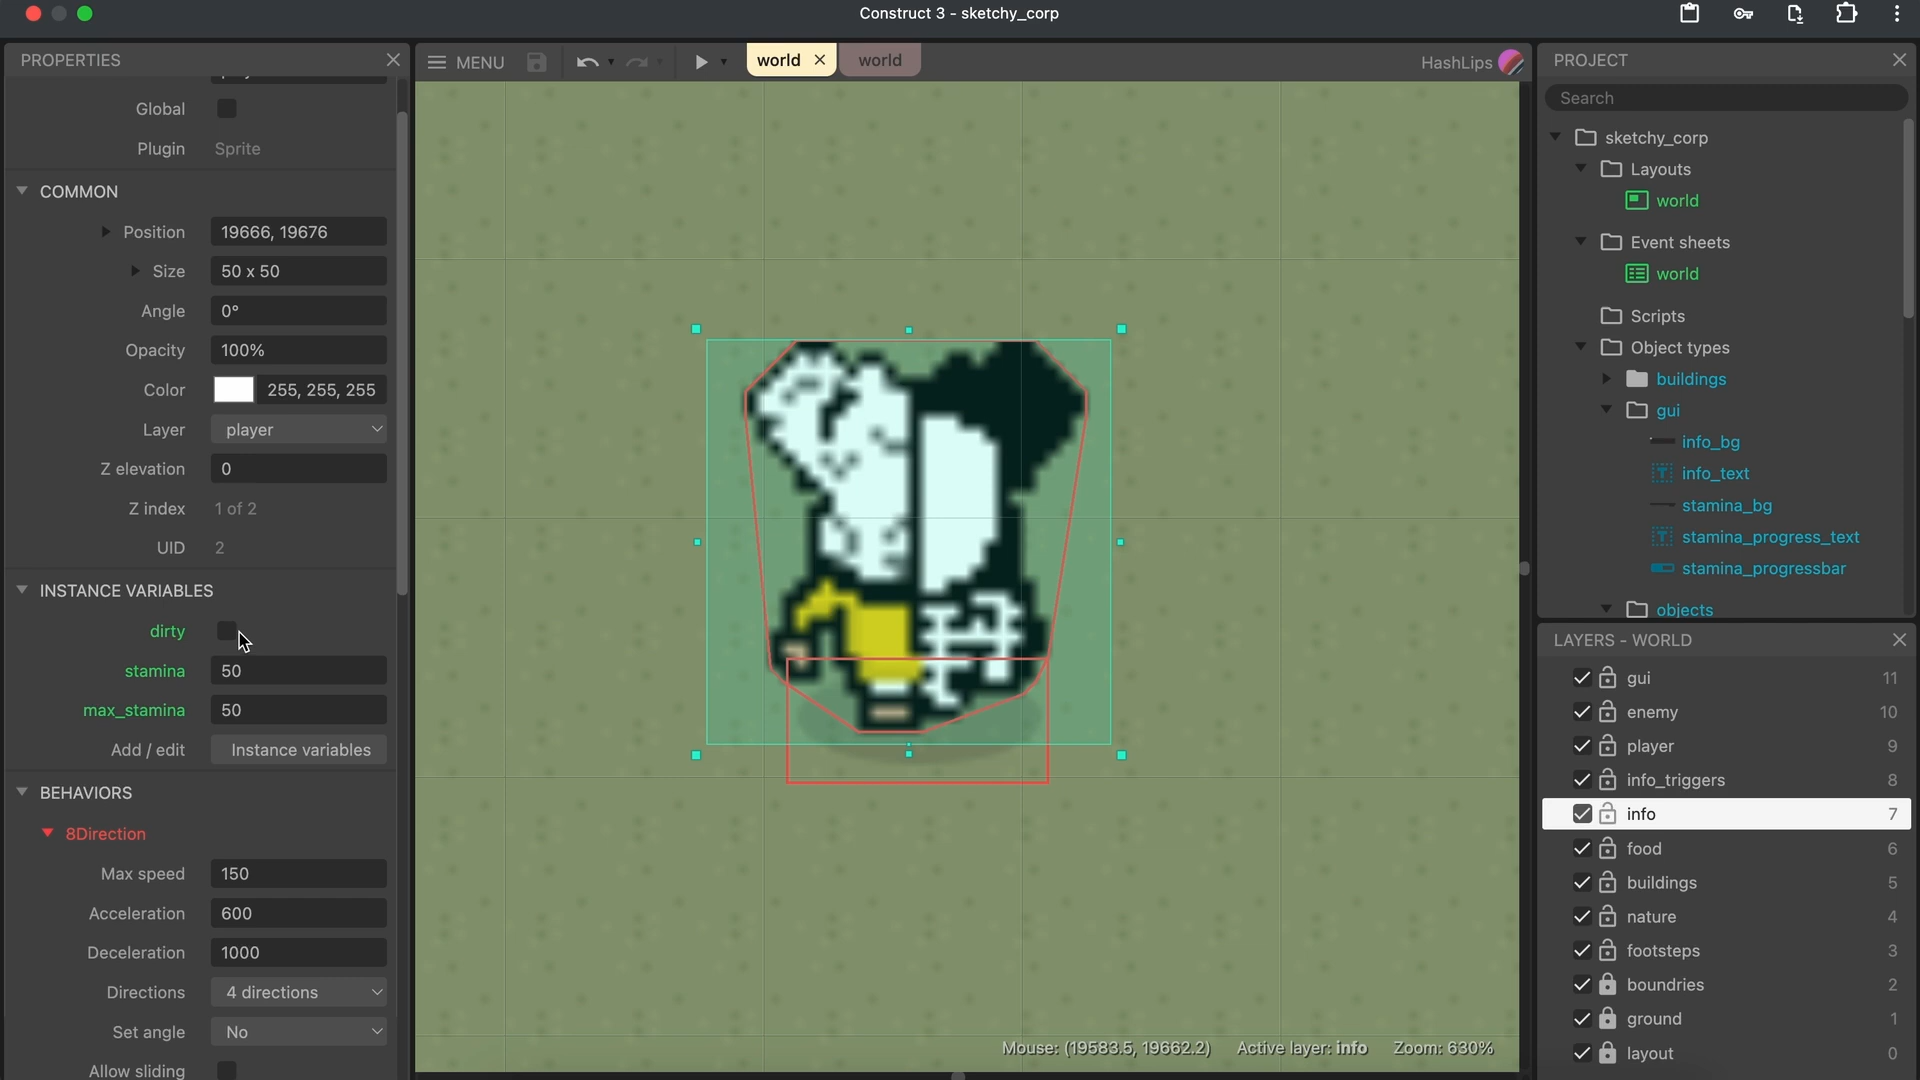 Construct 3 - sketchy_corp
PROPERTIES
Global
Plugin Sprite
COMMON
Position 19666, 19676
Size 50 x 50
Angle 0°
Opacity 100%
Color 255, 255, 255
Layer player
Z elevation 0
Z index 1 of 2
UID 2
INSTANCE VARIABLES
dirty
stamina 50
max_stamina 50
Add / edit Instance variables
BEHAVIORS
8Direction
Max speed 150
Acceleration 600
Deceleration 1000
Directions 4 directions
Set angle No
Allow sliding
MENU
world
world
HashLips
Mouse: (19583.5, 19662.2) Active layer: info Zoom: 630%
PROJECT
Search
sketchy_corp
Layouts
world
Event sheets
world
Scripts
Object types
buildings
gui
info_bg
info_text
stamina_bg
stamina_progress_text
stamina_progressbar
objects
LAYERS - WORLD
gui 11
enemy 10
player 9
info_triggers 8
info 7
food 6
buildings 5
nature 4
footsteps 3
boundries 2
ground 1
layout 0